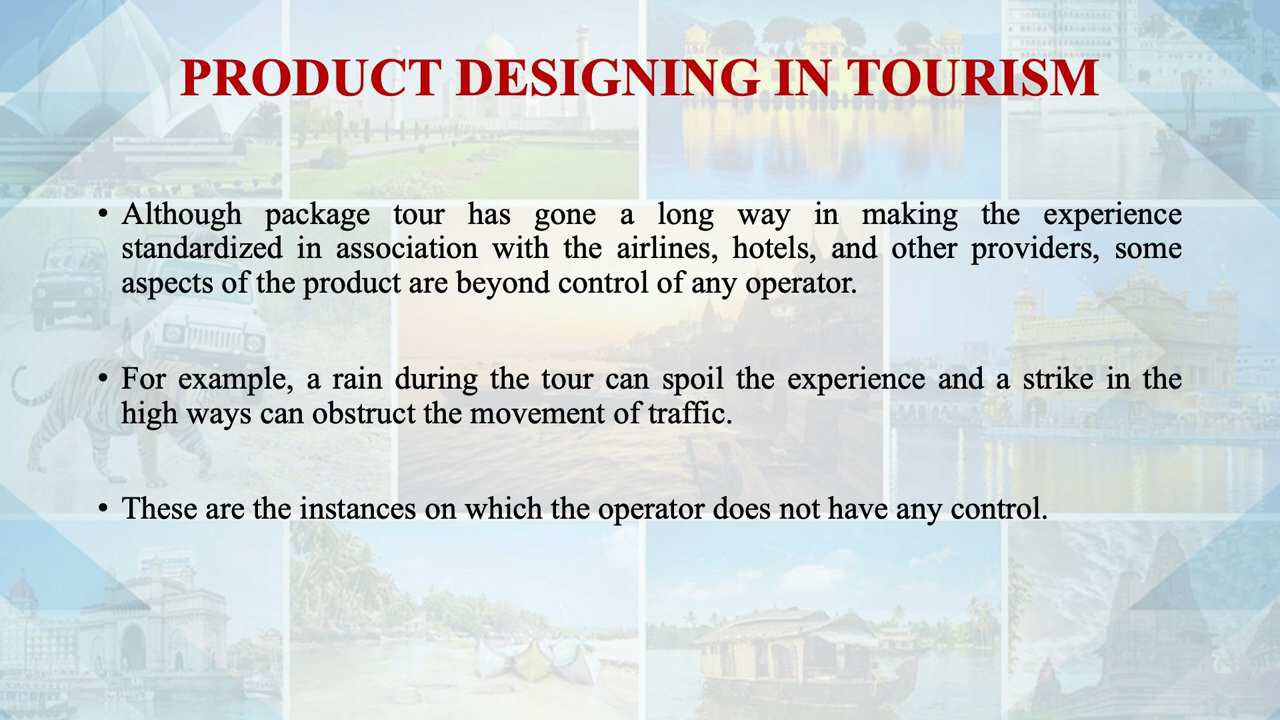 PRODUCT DESIGNING IN TOURISM
• Although package tour has gone a long way in making the experience
standardized in association with the airlines, hotels, and other providers, some
aspects of the product are beyond control of any operator.
• For example, a rain during the tour can spoil the experience and a strike in the
high ways can obstruct the movement of traffic.
• These are the instances on which the operator does not have any control.